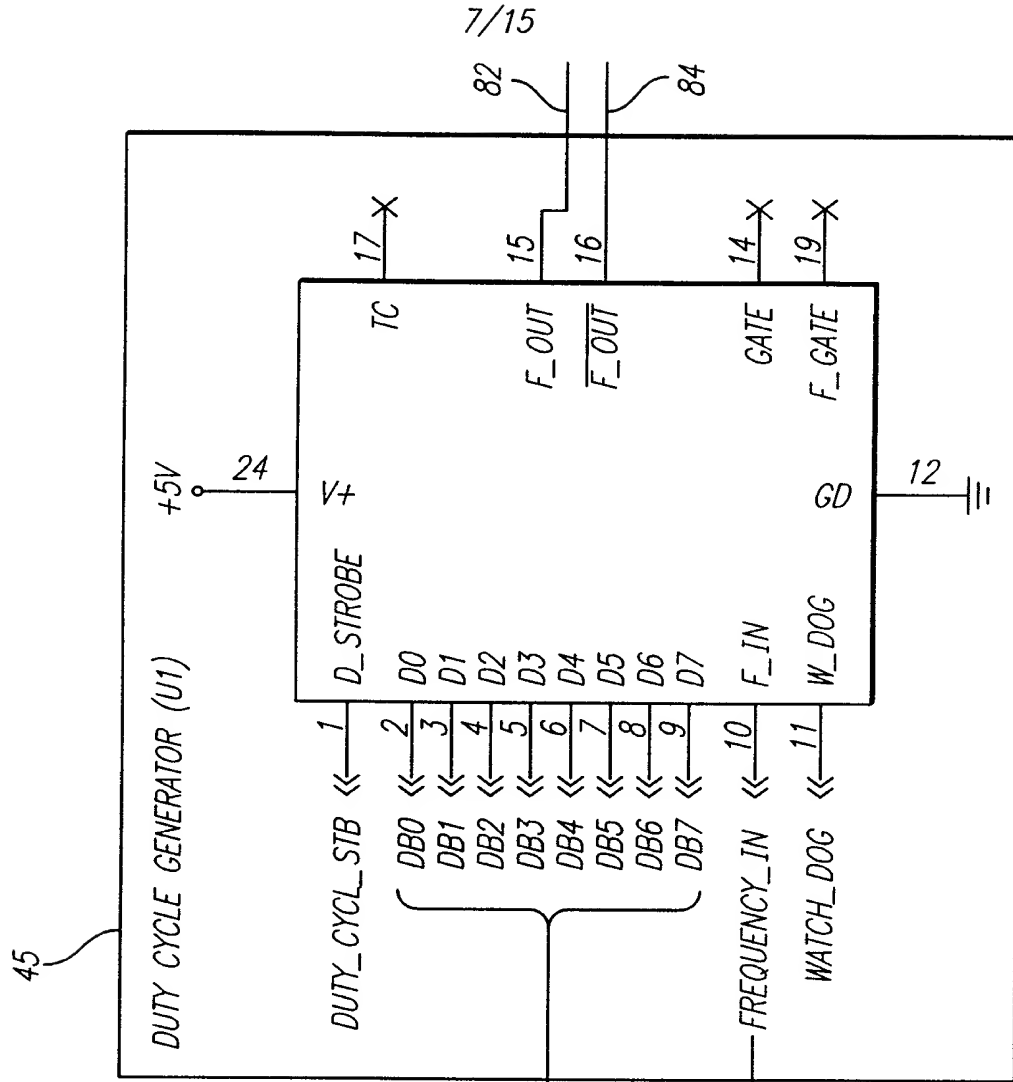 7/15
45
DUTY CYCLE GENERATOR (U1)
+5V
24
V+
DUTY_CYCL_STB 1 D_STROBE
DB0 2 D0
DB1 3 D1
DB2 4 D2
DB3 5 D3
DB4 6 D4
DB5 7 D5
DB6 8 D6
DB7 9 D7
FREQUENCY_IN 10 F_IN
WATCH_DOG 11 W_DOG
TC 17
F_OUT 15 82
F_OUT 16 84
GATE 14
F_GATE 19
GD
12